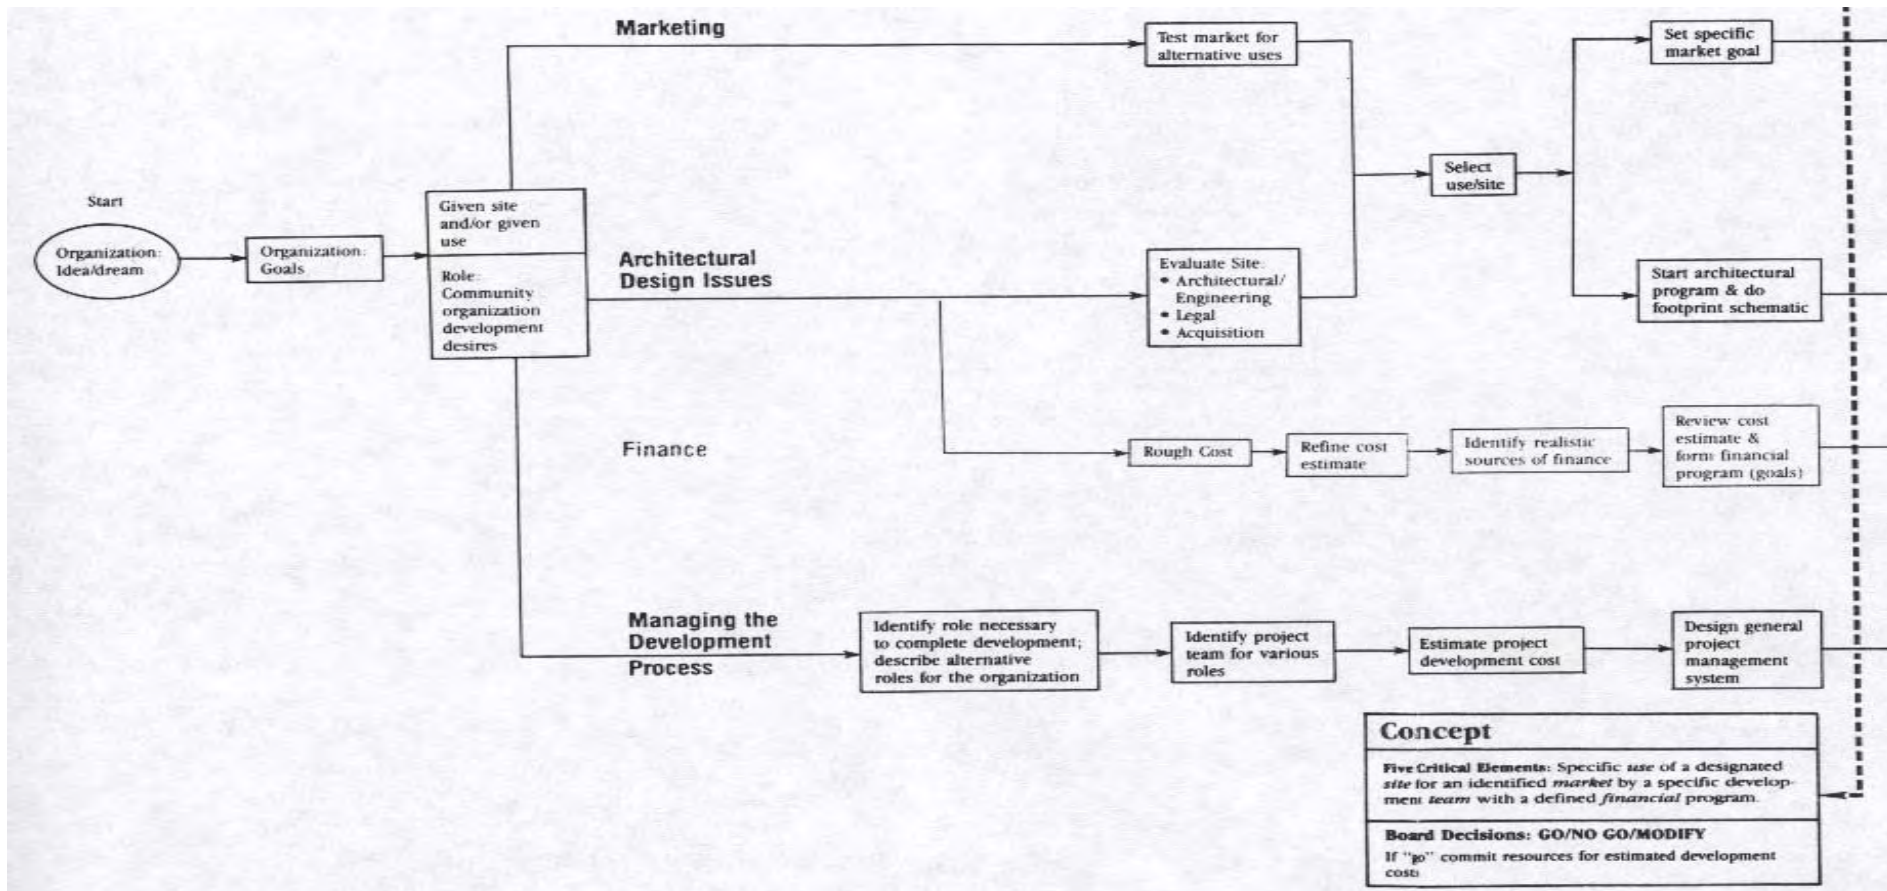 Marketing
Test market for
alternative uses
Set specific
market goal
Select
use/site
Start
Organization:
Idea/dream
Organization:
Goals
Given site
and/or given
use
Role:
Community
organization
development
desires
Architectural
Design Issues
Evaluate Site:
• Architectural/
Engineering
• Legal
• Acquisition
Start architectural
program & do
footprint schematic
Finance
Rough Cost
Refine cost
estimate
Identify realistic
sources of finance
Review cost
estimate &
form financial
program (goals)
Managing the
Development
Process
Identify role necessary
to complete development;
describe alternative
roles for the organization
Identify project
team for various
roles
Estimate project
development cost
Design general
project
management
system
Concept
Five Critical Elements: Specific use of a designated
site for an identified market by a specific develop-
ment team with a defined financial program.
Board Decisions: GO/NO GO/MODIFY
If "go" commit resources for estimated development
costs